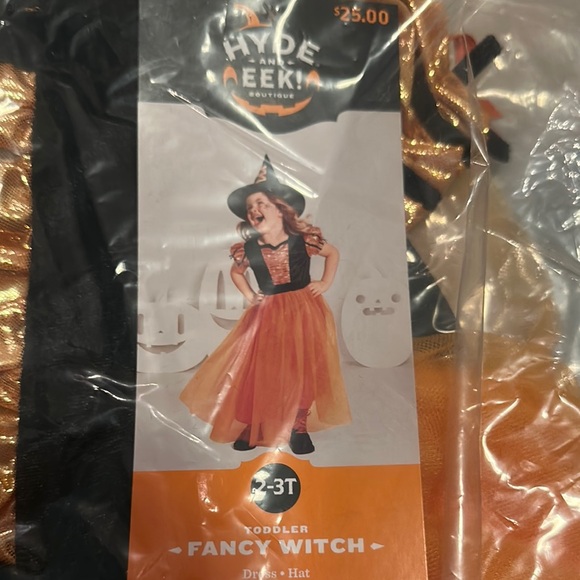 $25.00
HYDE
AND
EEK!
BOUTIQUE
2-3T
TODDLER
FANCY WITCH
Dress • Hat